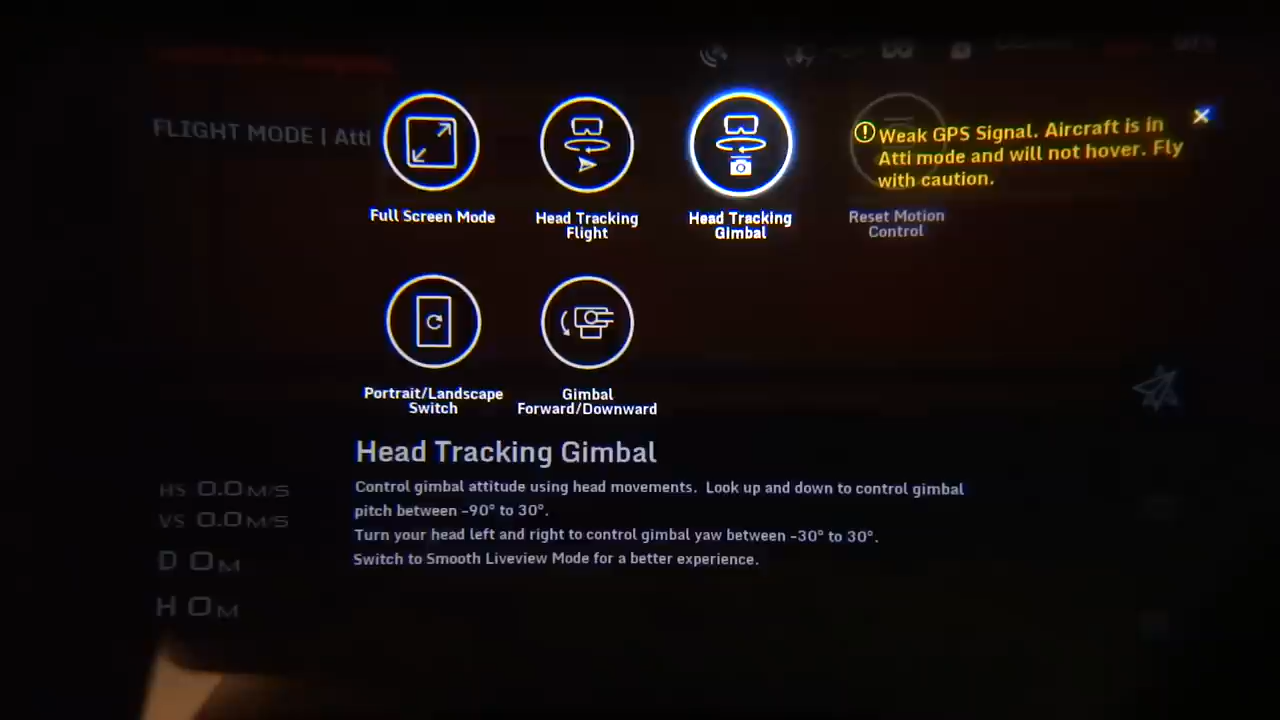 FLIGHT MODE | Atti
Weak GPS Signal. Aircraft is in
Atti mode and will not hover. Fly
with caution.
Full Screen Mode
Head Tracking
Flight
Head Tracking
Gimbal
Reset Motion
Control
Portrait/Landscape
Switch
Gimbal
Forward/Downward
Head Tracking Gimbal
Control gimbal attitude using head movements. Look up and down to control gimbal
pitch between -90° to 30°.
Turn your head left and right to control gimbal yaw between -30° to 30°.
Switch to Smooth Liveview Mode for a better experience.
HS 0.0 M/S
VS 0.0 M/S
D 0 M
H 0 M